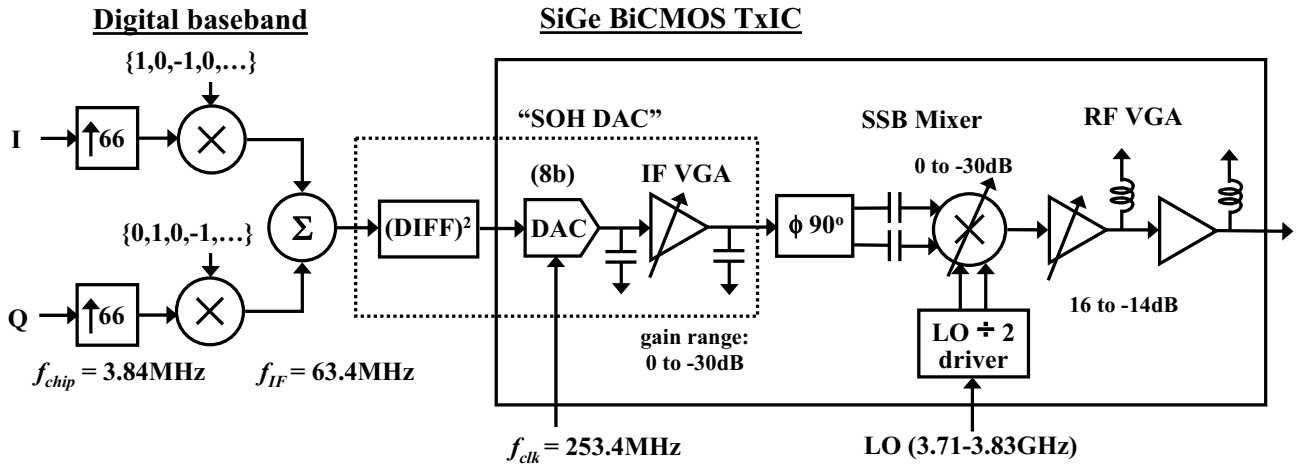 Digital baseband
SiGe BiCMOS TxIC
{1,0,-1,0,…}
I
↑66
×
"SOH DAC"
SSB Mixer
RF VGA
(8b)
IF VGA
0 to -30dB
Σ
(DIFF)²
DAC
ϕ 90º
×
{0,1,0,-1,…}
Q
↑66
×
16 to -14dB
gain range:
0 to -30dB
LO ÷ 2
driver
f_chip = 3.84MHz
f_IF = 63.4MHz
f_clk = 253.4MHz
LO (3.71-3.83GHz)